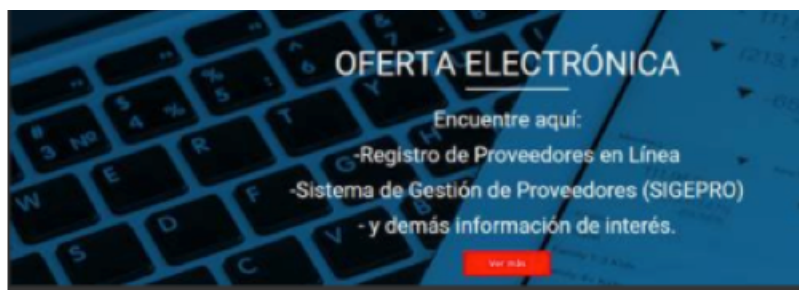 OFERTA ELECTRÓNICA
Encuentre aquí:
-Registro de Proveedores en Línea
-Sistema de Gestión de Proveedores (SIGEPRO)
- y demás información de interés.
Ver más